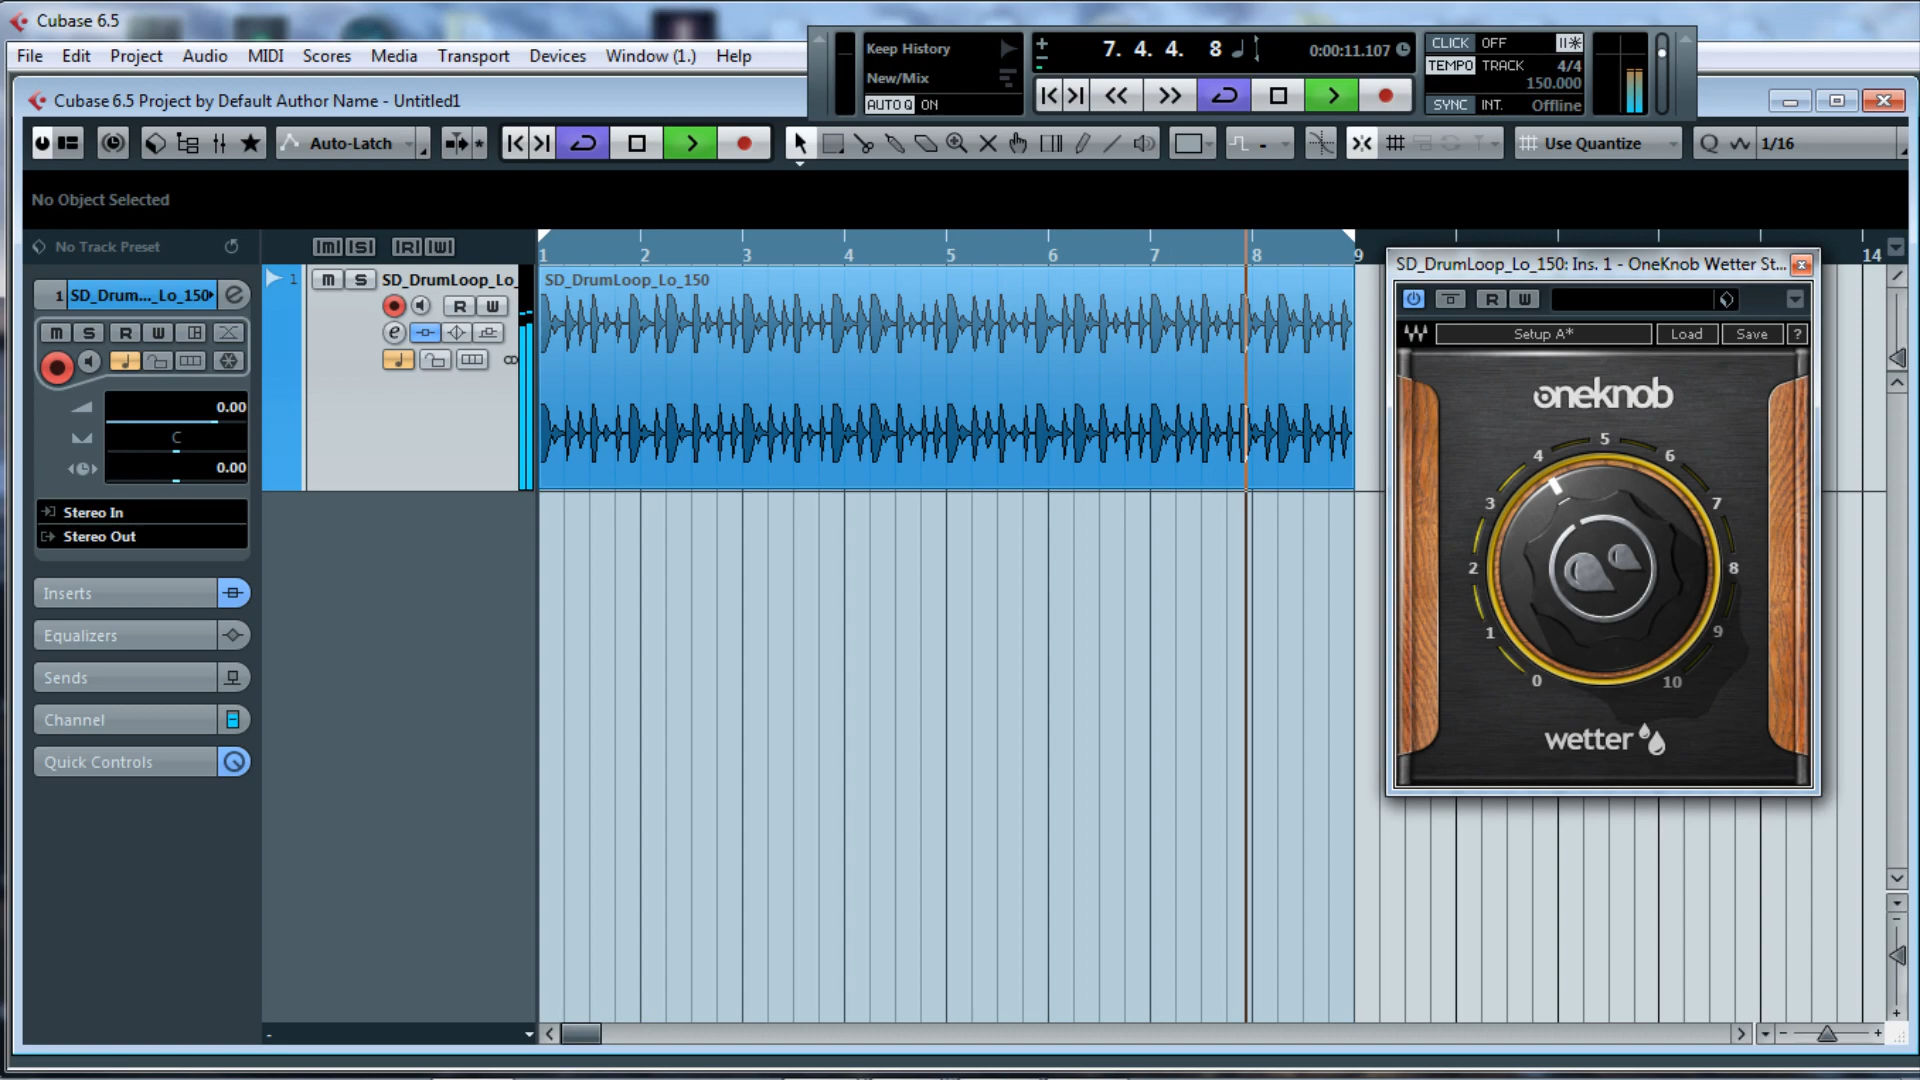 Cubase 6.5
File Edit Project Audio MIDI Scores Media Transport Devices Window (1.) Help
Keep History
New/Mix
AUTO Q ON
7. 4. 4. 8
0:00:11.107
CLICK OFF
TEMPO TRACK 4/4
150.000
SYNC INT. Offline
Cubase 6.5 Project by Default Author Name - Untitled1
Auto-Latch
Use Quantize
Q 1/16
No Object Selected
No Track Preset
M S R W
1 2 3 4 5 6 7 8 9 14
1 SD_Drum..._Lo_150
M S R W
0.00
C
0.00
Stereo In
Stereo Out
Inserts
Equalizers
Sends
Channel
Quick Controls
1 M S SD_DrumLoop_Lo_
R W
e
SD_DrumLoop_Lo_150
SD_DrumLoop_Lo_150: Ins. 1 - OneKnob Wetter St...
R W
Setup A* Load Save ?
oneknob
0 1 2 3 4 5 6 7 8 9 10
wetter